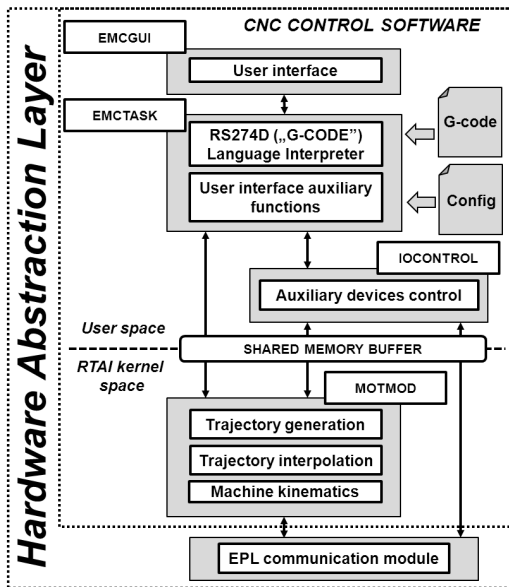 Hardware Abstraction Layer
CNC CONTROL SOFTWARE
EMCGUI
User interface
EMCTASK
RS274D („G-CODE”)
Language Interpreter
User interface auxiliary
functions
G-code
Config
IOCONTROL
Auxiliary devices control
User space
SHARED MEMORY BUFFER
RTAI kernel
space
MOTMOD
Trajectory generation
Trajectory interpolation
Machine kinematics
EPL communication module